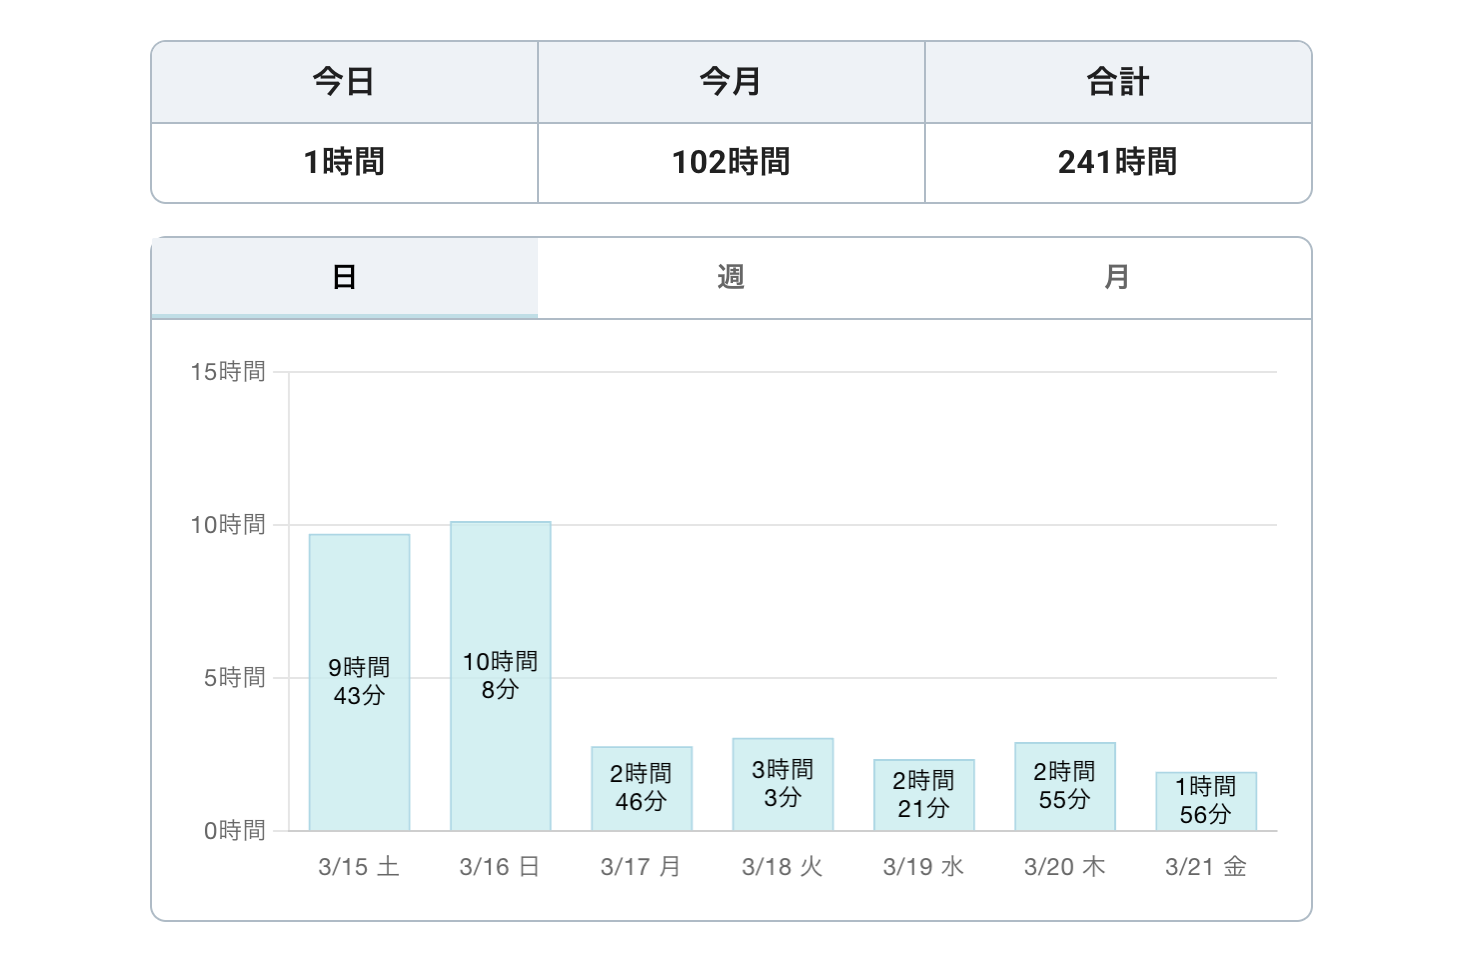 今日 今月 合計
1時間 102時間 241時間
日 週 月
15時間
10時間
5時間
0時間
9時間
43分
10時間
8分
2時間
46分
3時間
3分
2時間
21分
2時間
55分
1時間
56分
3/15 土 3/16 日 3/17 月 3/18 火 3/19 水 3/20 木 3/21 金